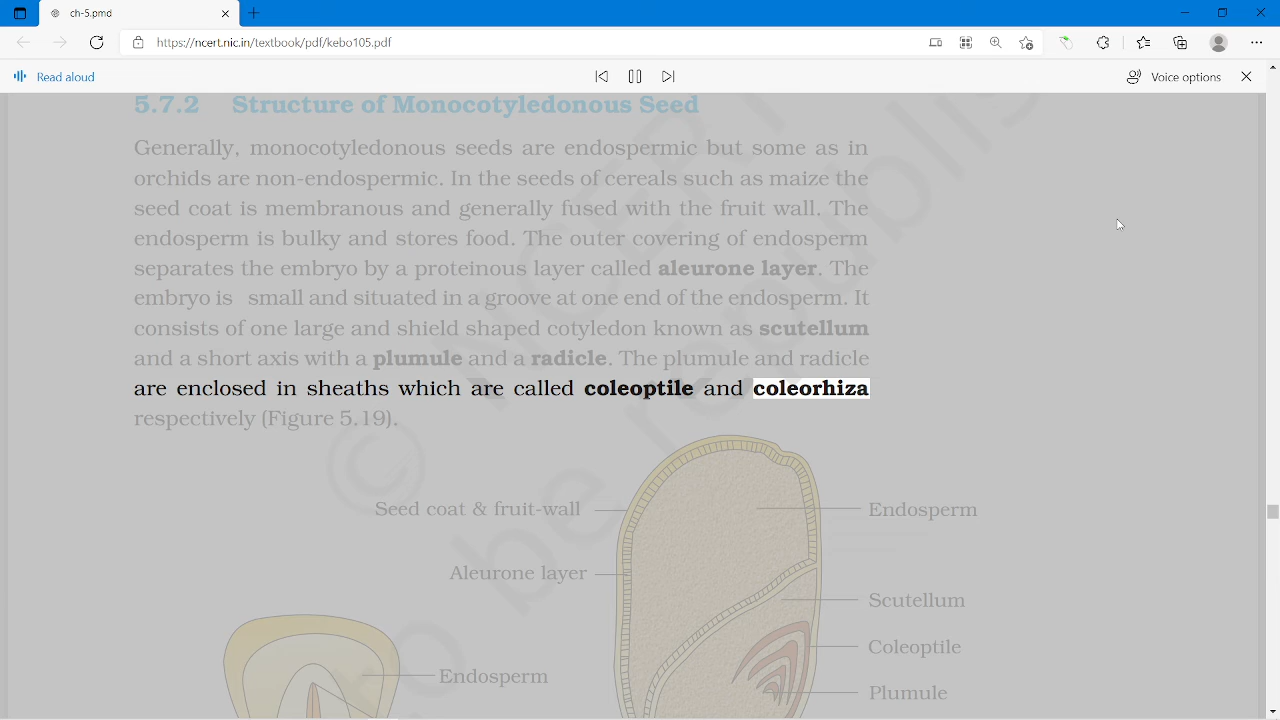 ch-5.pmd
https://ncert.nic.in/textbook/pdf/kebo105.pdf
Read aloud
Voice options
5.7.2 Structure of Monocotyledonous Seed
Generally, monocotyledonous seeds are endospermic but some as in
orchids are non-endospermic. In the seeds of cereals such as maize the
seed coat is membranous and generally fused with the fruit wall. The
endosperm is bulky and stores food. The outer covering of endosperm
separates the embryo by a proteinous layer called aleurone layer. The
embryo is small and situated in a groove at one end of the endosperm. It
consists of one large and shield shaped cotyledon known as scutellum
and a short axis with a plumule and a radicle. The plumule and radicle
are enclosed in sheaths which are called coleoptile and coleorhiza
respectively (Figure 5.19).
Seed coat & fruit-wall
Endosperm
Aleurone layer
Scutellum
Coleoptile
Endosperm
Plumule